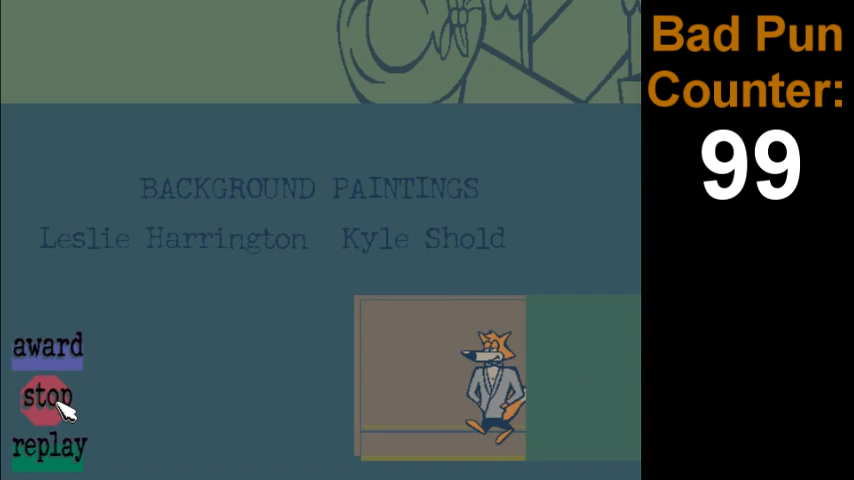 Bad Pun
Counter:
99
BACKGROUND PAINTINGS
Leslie Harrington Kyle Shold
award
stop
replay